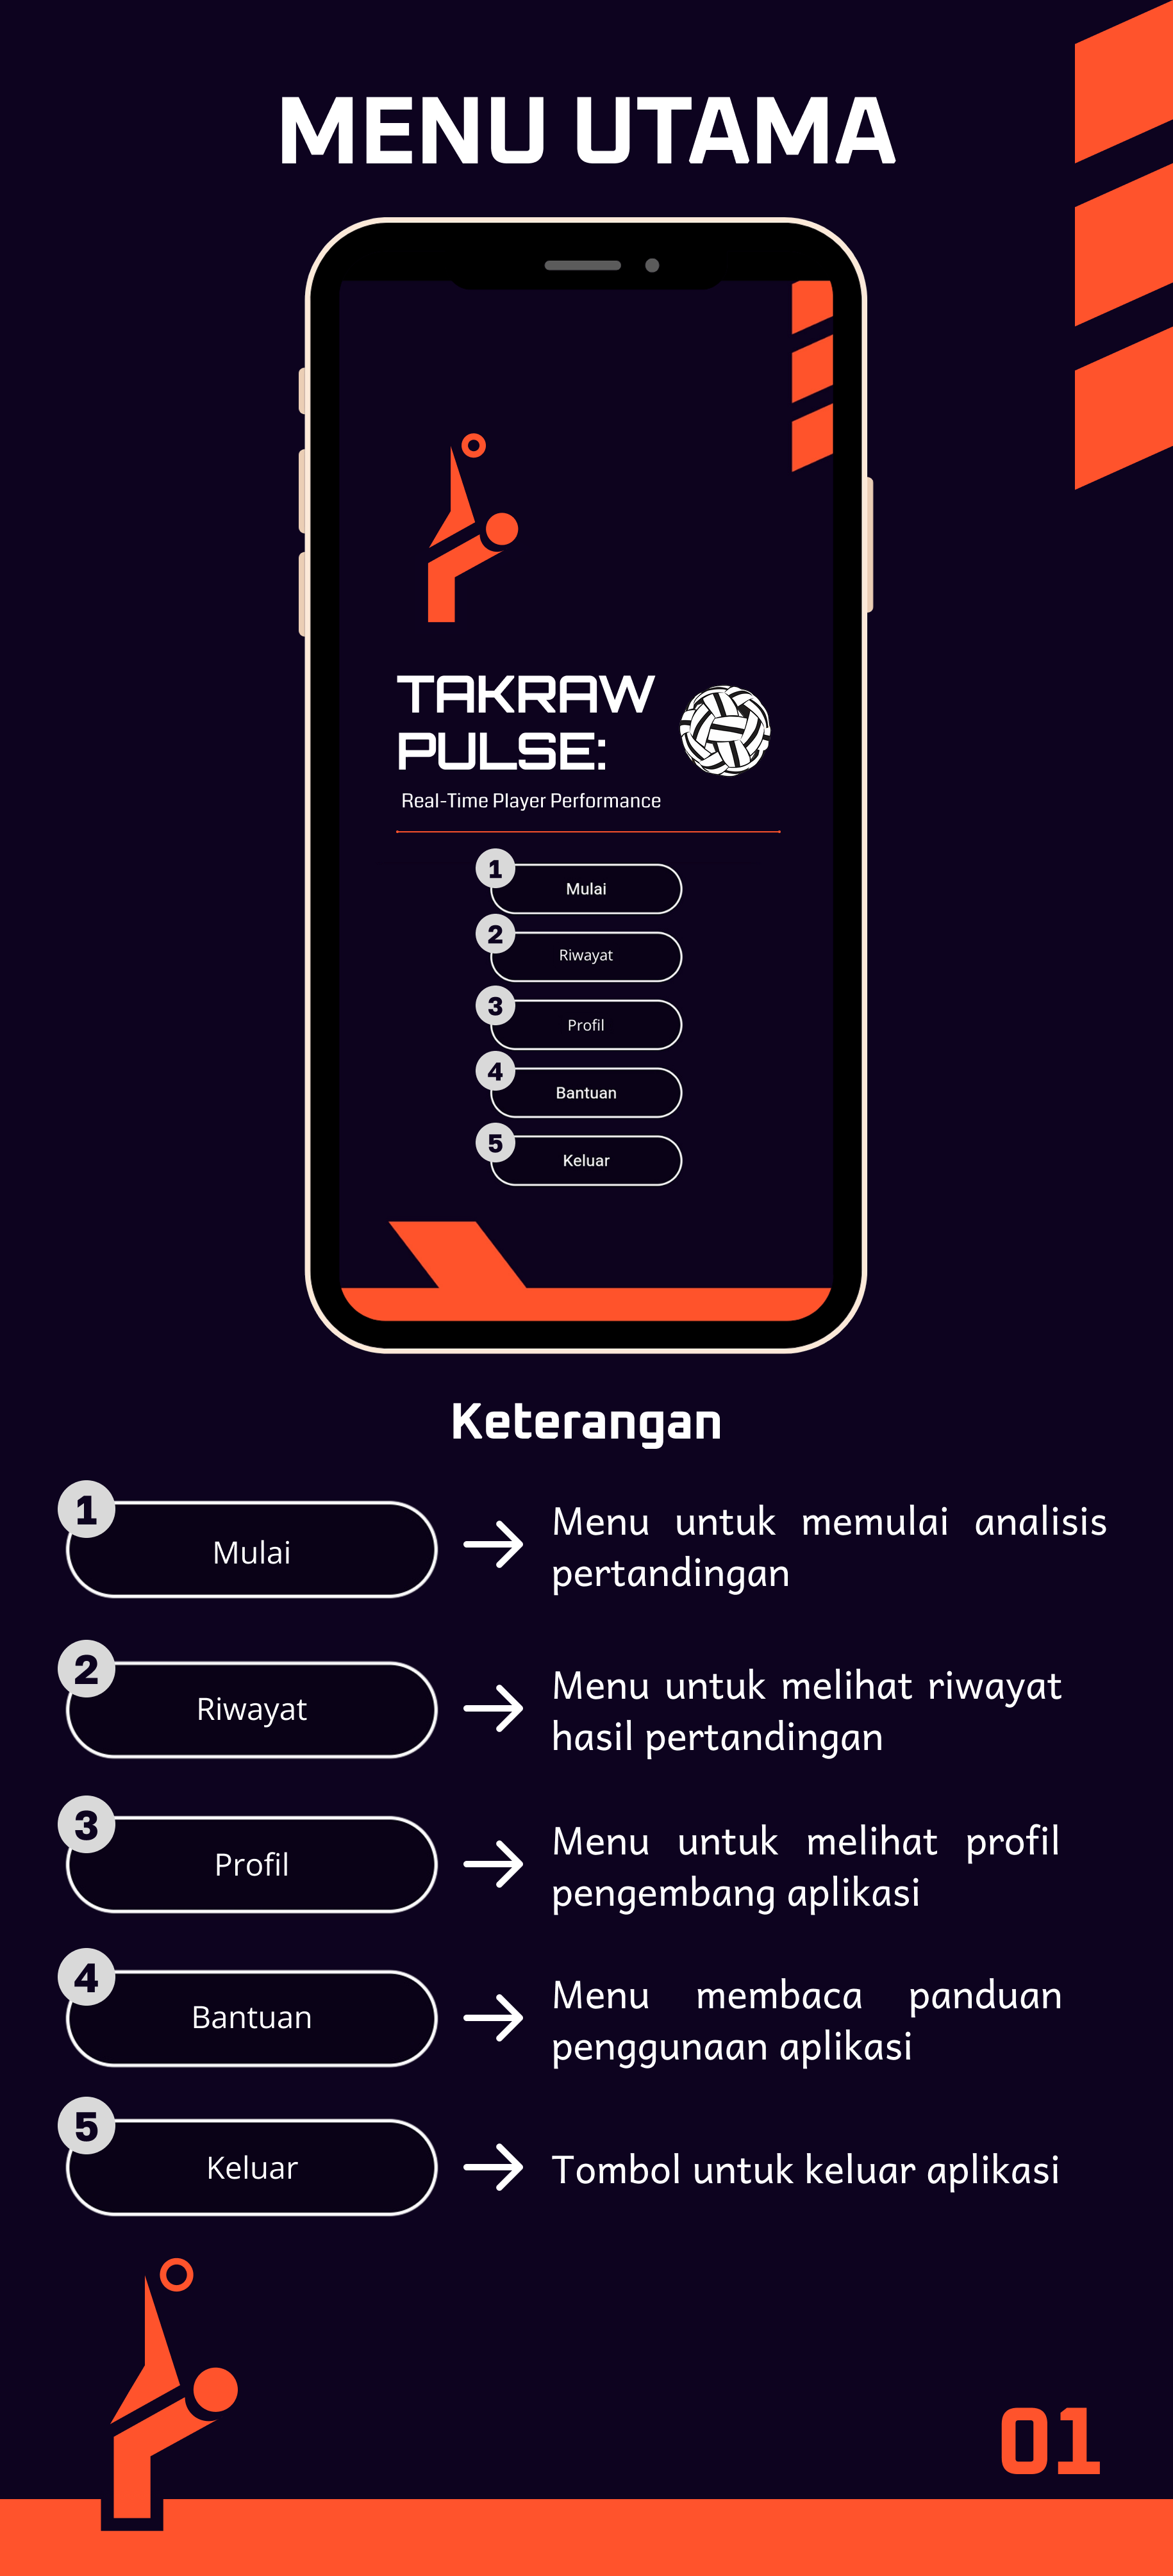 MENU UTAMA
TAKRAW
PULSE:
Real-Time Player Performance
1
Mulai
2
Riwayat
3
Profil
4
Bantuan
5
Keluar
Keterangan
1
Mulai
Menu untuk memulai analisis
pertandingan
2
Riwayat
Menu untuk melihat riwayat
hasil pertandingan
3
Profil
Menu untuk melihat profil
pengembang aplikasi
4
Bantuan
Menu membaca panduan
penggunaan aplikasi
5
Keluar
Tombol untuk keluar aplikasi
01